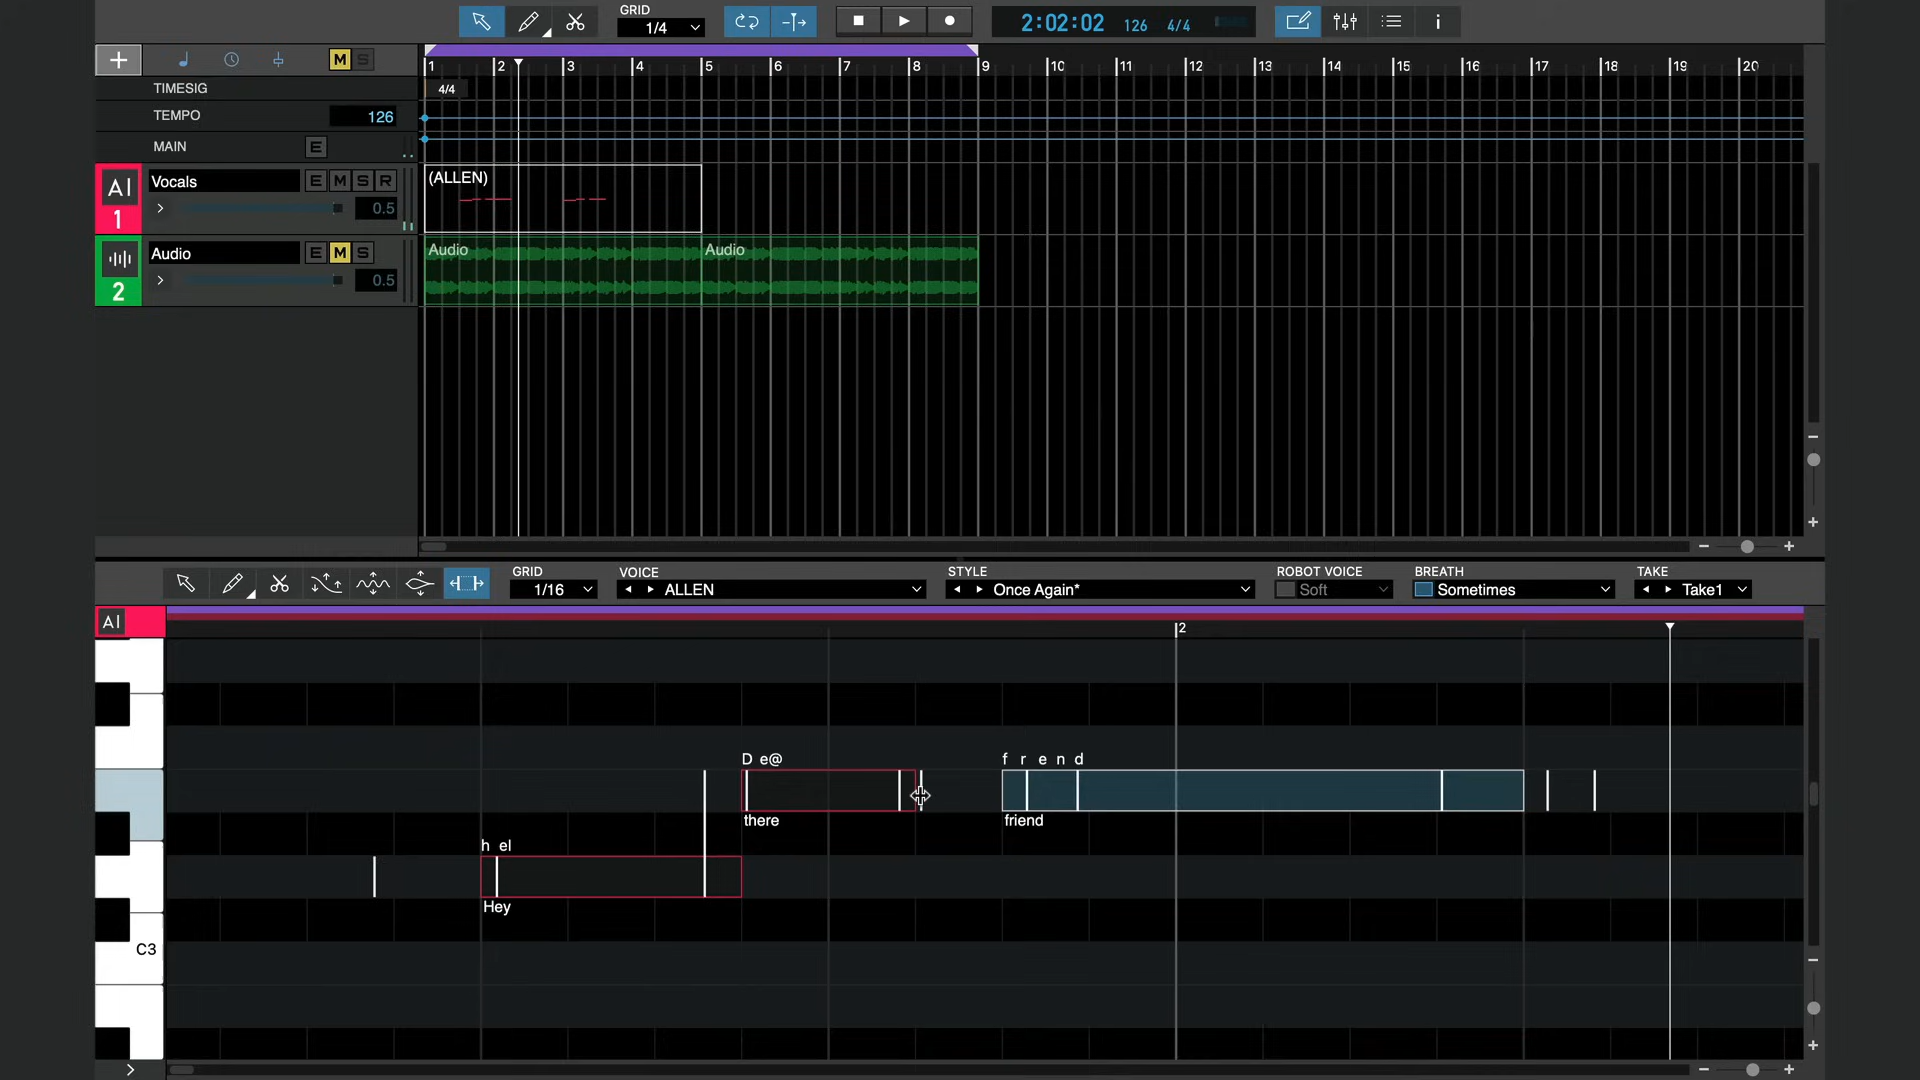 GRID
1/4
2:02:02 126 4/4
M S
1 2 3 4 5 6 7 8 9 10 11 12 13 14 15 16 17 18 19 20
TIMESIG
4/4
TEMPO 126
MAIN E
AI Vocals E M S R
(ALLEN)
1 0.5
Audio E M S
Audio Audio
2 0.5
GRID
1/16
VOICE
ALLEN
STYLE
Once Again*
ROBOT VOICE
Soft
BREATH
Sometimes
TAKE
Take1
AI
2
D e@
f r e n d
there
friend
h el
Hey
C3